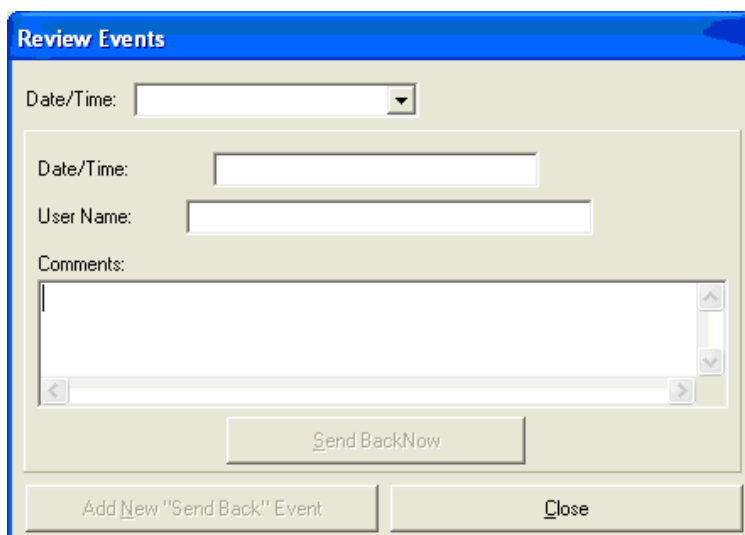 Review Events
Date/Time:
Date/Time:
User Name:
Comments:
Send BackNow
Add New "Send Back" Event
Close